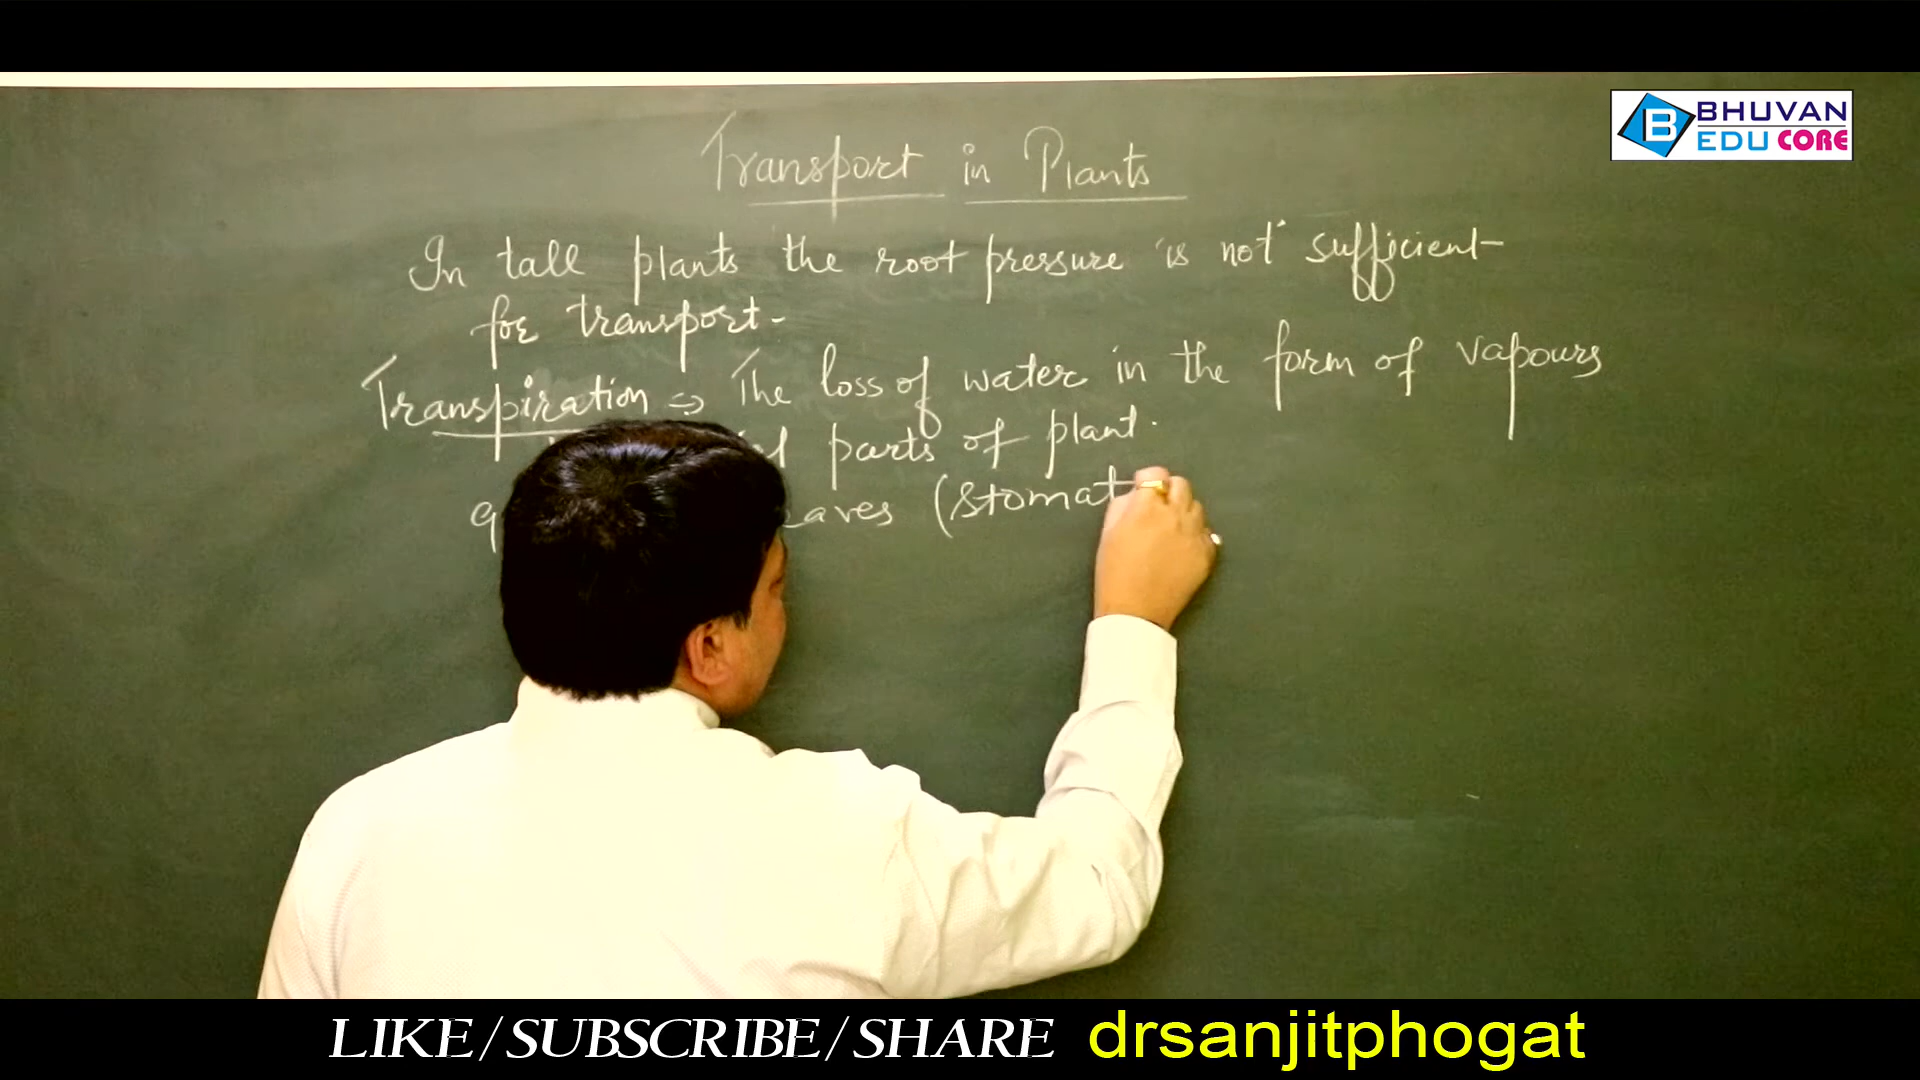 BHUVAN
EDU CORE
Transport in Plants
In tall plants the root pressure is not sufficient
for transport.
Transpiration ⇒ The loss of water in the form of vapours
parts of plant.
(Stomat
LIKE/SUBSCRIBE/SHARE drsanjitphogat